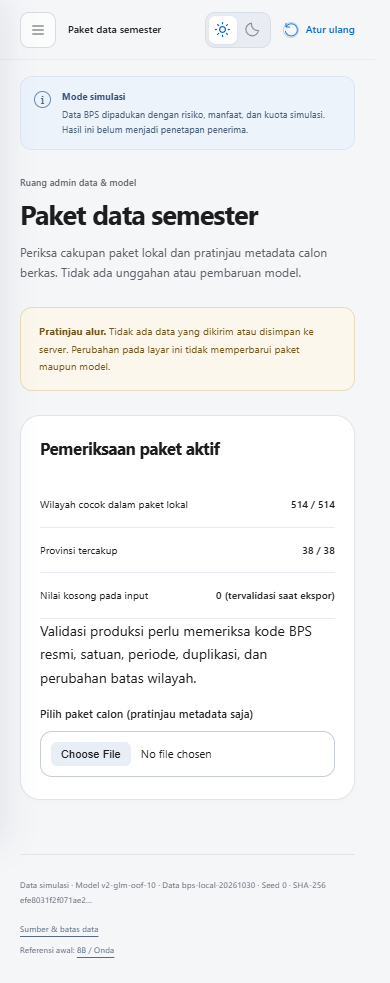 Paket data semester
Atur ulang
Mode simulasi
Data BPS dipadukan dengan risiko, manfaat, dan kuota simulasi.
Hasil ini belum menjadi penetapan penerima.
Ruang admin data & model
Paket data semester
Periksa cakupan paket lokal dan pratinjau metadata calon
berkas. Tidak ada unggahan atau pembaruan model.
Pratinjau alur. Tidak ada data yang dikirim atau disimpan ke
server. Perubahan pada layar ini tidak memperbarui paket
maupun model.
Pemeriksaan paket aktif
Wilayah cocok dalam paket lokal 514 / 514
Provinsi tercakup 38 / 38
Nilai kosong pada input 0 (tervalidasi saat ekspor)
Validasi produksi perlu memeriksa kode BPS
resmi, satuan, periode, duplikasi, dan
perubahan batas wilayah.
Pilih paket calon (pratinjau metadata saja)
Choose File No file chosen
Data simulasi · Model v2-glm-oof-10 · Data bps-local-20261030 · Seed 0 · SHA-256
efe8031f2f071ae2...
Sumber & batas data
Referensi awal: 8B / Onda